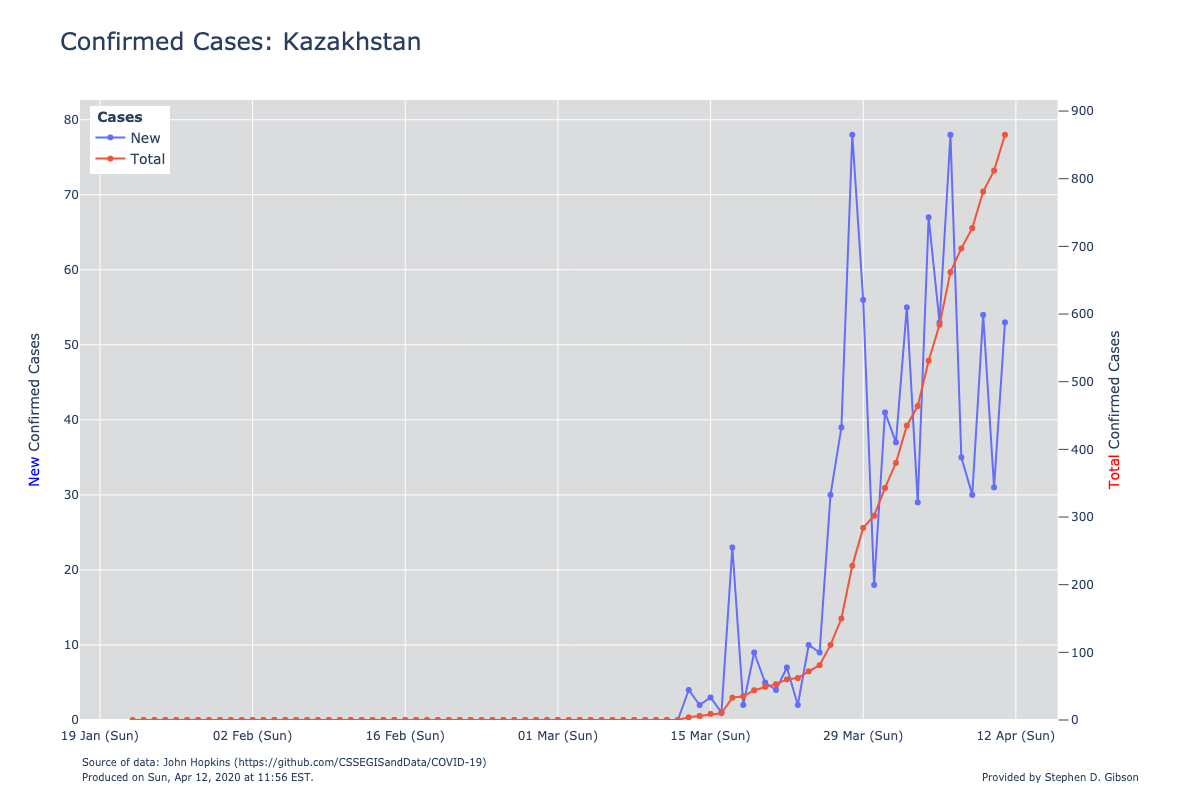 Confirmed Cases: Kazakhstan
Cases
New
Total
80
70
60
50
40
30
20
10
0
900
800
700
600
500
400
300
200
100
0
New Confirmed Cases
Total Confirmed Cases
19 Jan (Sun) 02 Feb (Sun) 16 Feb (Sun) 01 Mar (Sun) 15 Mar (Sun) 29 Mar (Sun) 12 Apr (Sun)
Source of data: John Hopkins (https://github.com/CSSEGISandData/COVID-19)
Produced on Sun, Apr 12, 2020 at 11:56 EST.
Provided by Stephen D. Gibson